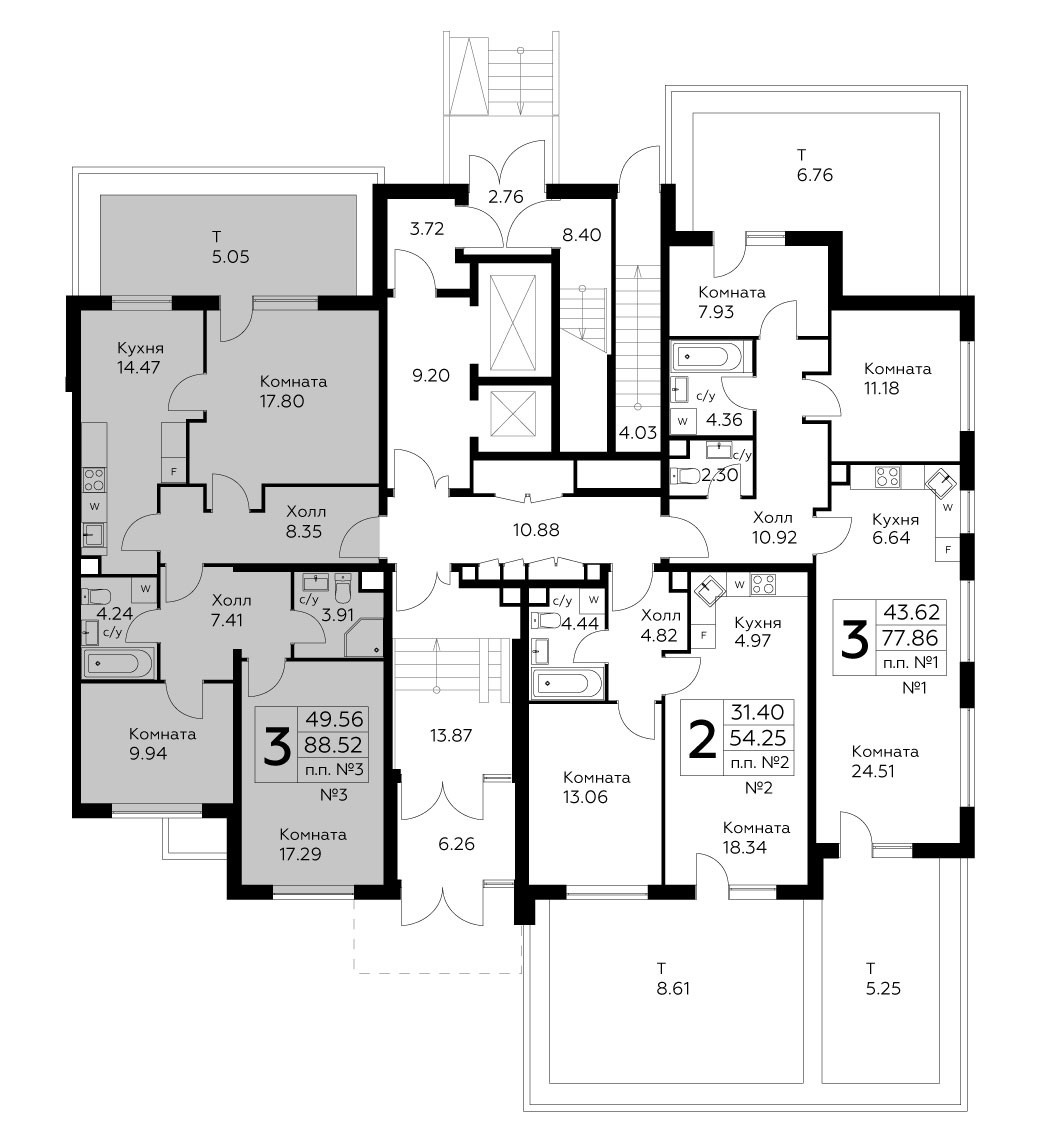 Т
6.76
2.76
3.72
8.40
Т
5.05
Комната
7.93
Кухня
14.47
Комната
17.80
9.20
Комната
11.18
с/у
4.36
W
4.03
F
с/у
2.30
W
Холл
8.35
10.88
Холл
10.92
Кухня
6.64
W
F
W
4.24
с/у
Холл
7.41
с/у
3.91
с/у
W
4.44
Холл
4.82
W
F
Кухня
4.97
3
43.62
77.86
п.п. №1
№1
Комната
9.94
3
49.56
88.52
п.п. №3
№3
13.87
2
31.40
54.25
п.п. №2
№2
Комната
24.51
Комната
13.06
Комната
17.29
6.26
Комната
18.34
Т
8.61
Т
5.25